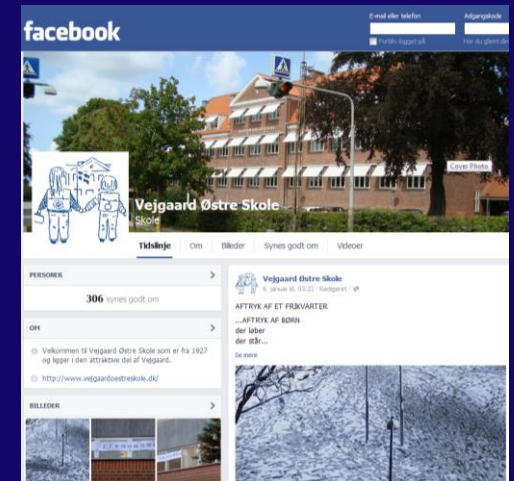 E-mail eller telefon
Adgangskode
facebook
Forbliv logget på
Har du glemt din
Cover Photo
Vejgaard Østre Skole
Skole
Tidslinje Om Billeder Synes godt om Videoer
PERSONER
306 synes godt om
OM
Velkommen til Vejgaard Østre Skole som er fra 1927
og ligger i den attraktive del af Vejgaard.
http://www.vejgaardoestreskole.dk/
BILLEDER
Vejgaard Østre Skole
Redigeret
AFTRYK AF ET FRIKVARTER
...AFTRYK AF BØRN
der løber
der står...
Se mere